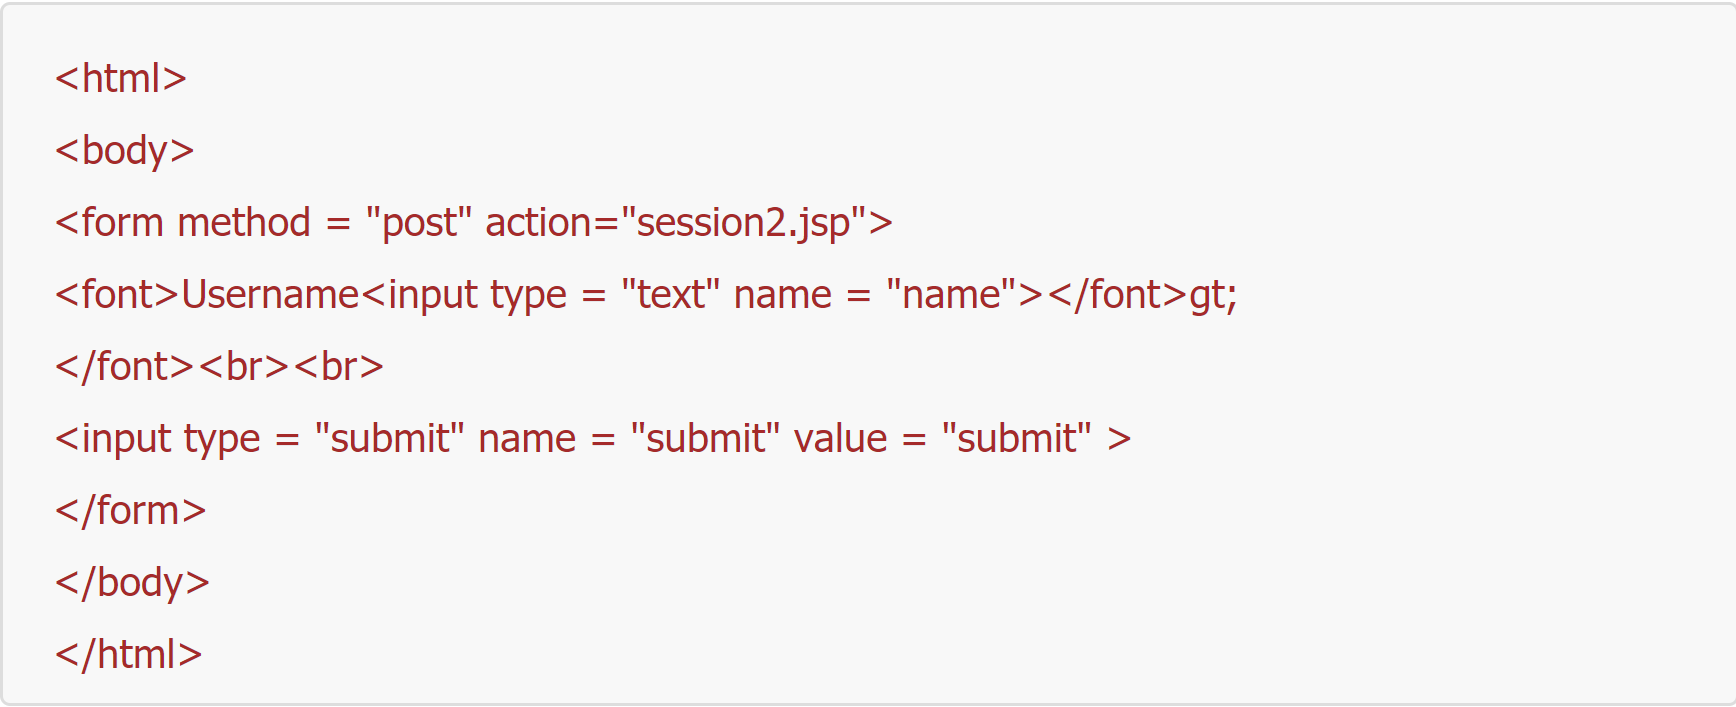 <html>
<body>
<form method = "post" action="session2.jsp">
<font>Username<input type = "text" name = "name"></font>gt;
</font><br><br>
<input type = "submit" name = "submit" value = "submit" >
</form>
</body>
</html>